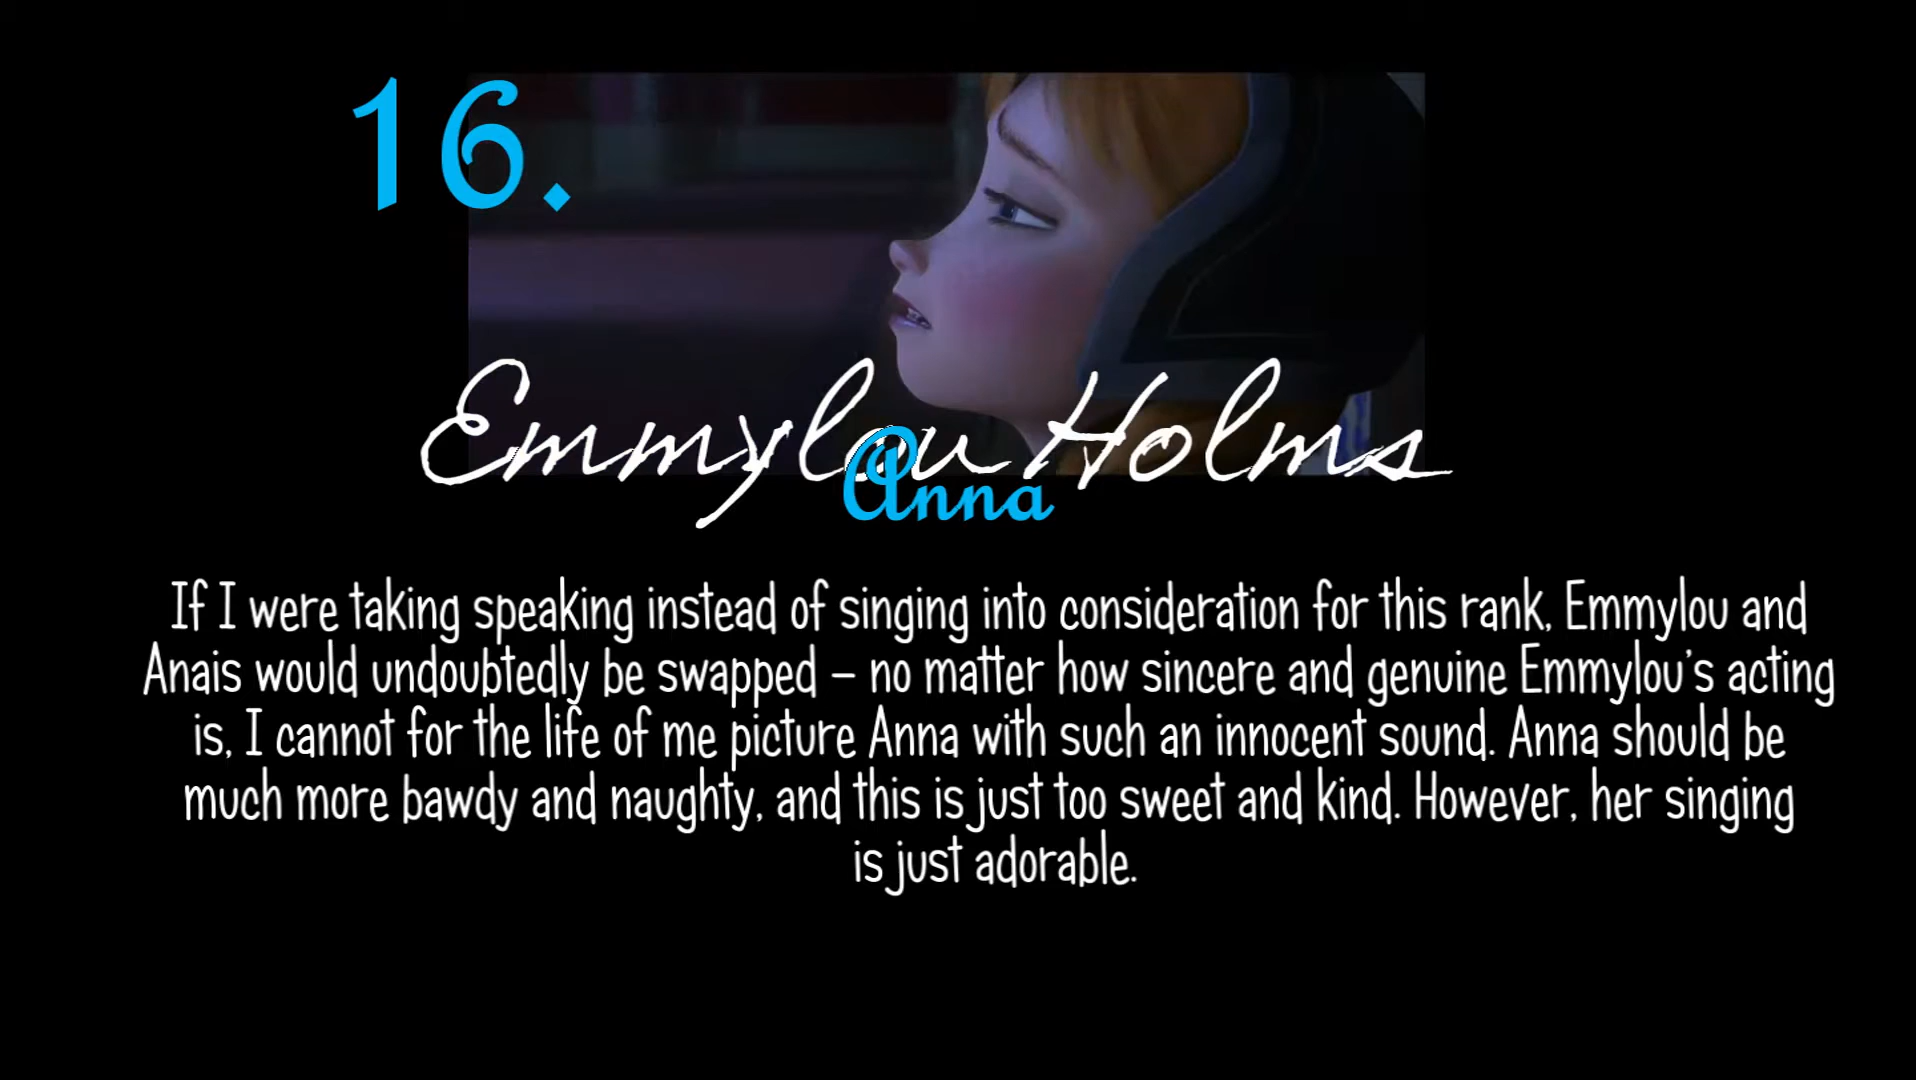 16.
Emmylou Holms
Anna
If I were taking speaking instead of singing into consideration for this rank, Emmylou and
Anais would undoubtedly be swapped – no matter how sincere and genuine Emmylou's acting
is, I cannot for the life of me picture Anna with such an innocent sound. Anna should be
much more bawdy and naughty, and this is just too sweet and kind. However, her singing
is just adorable.